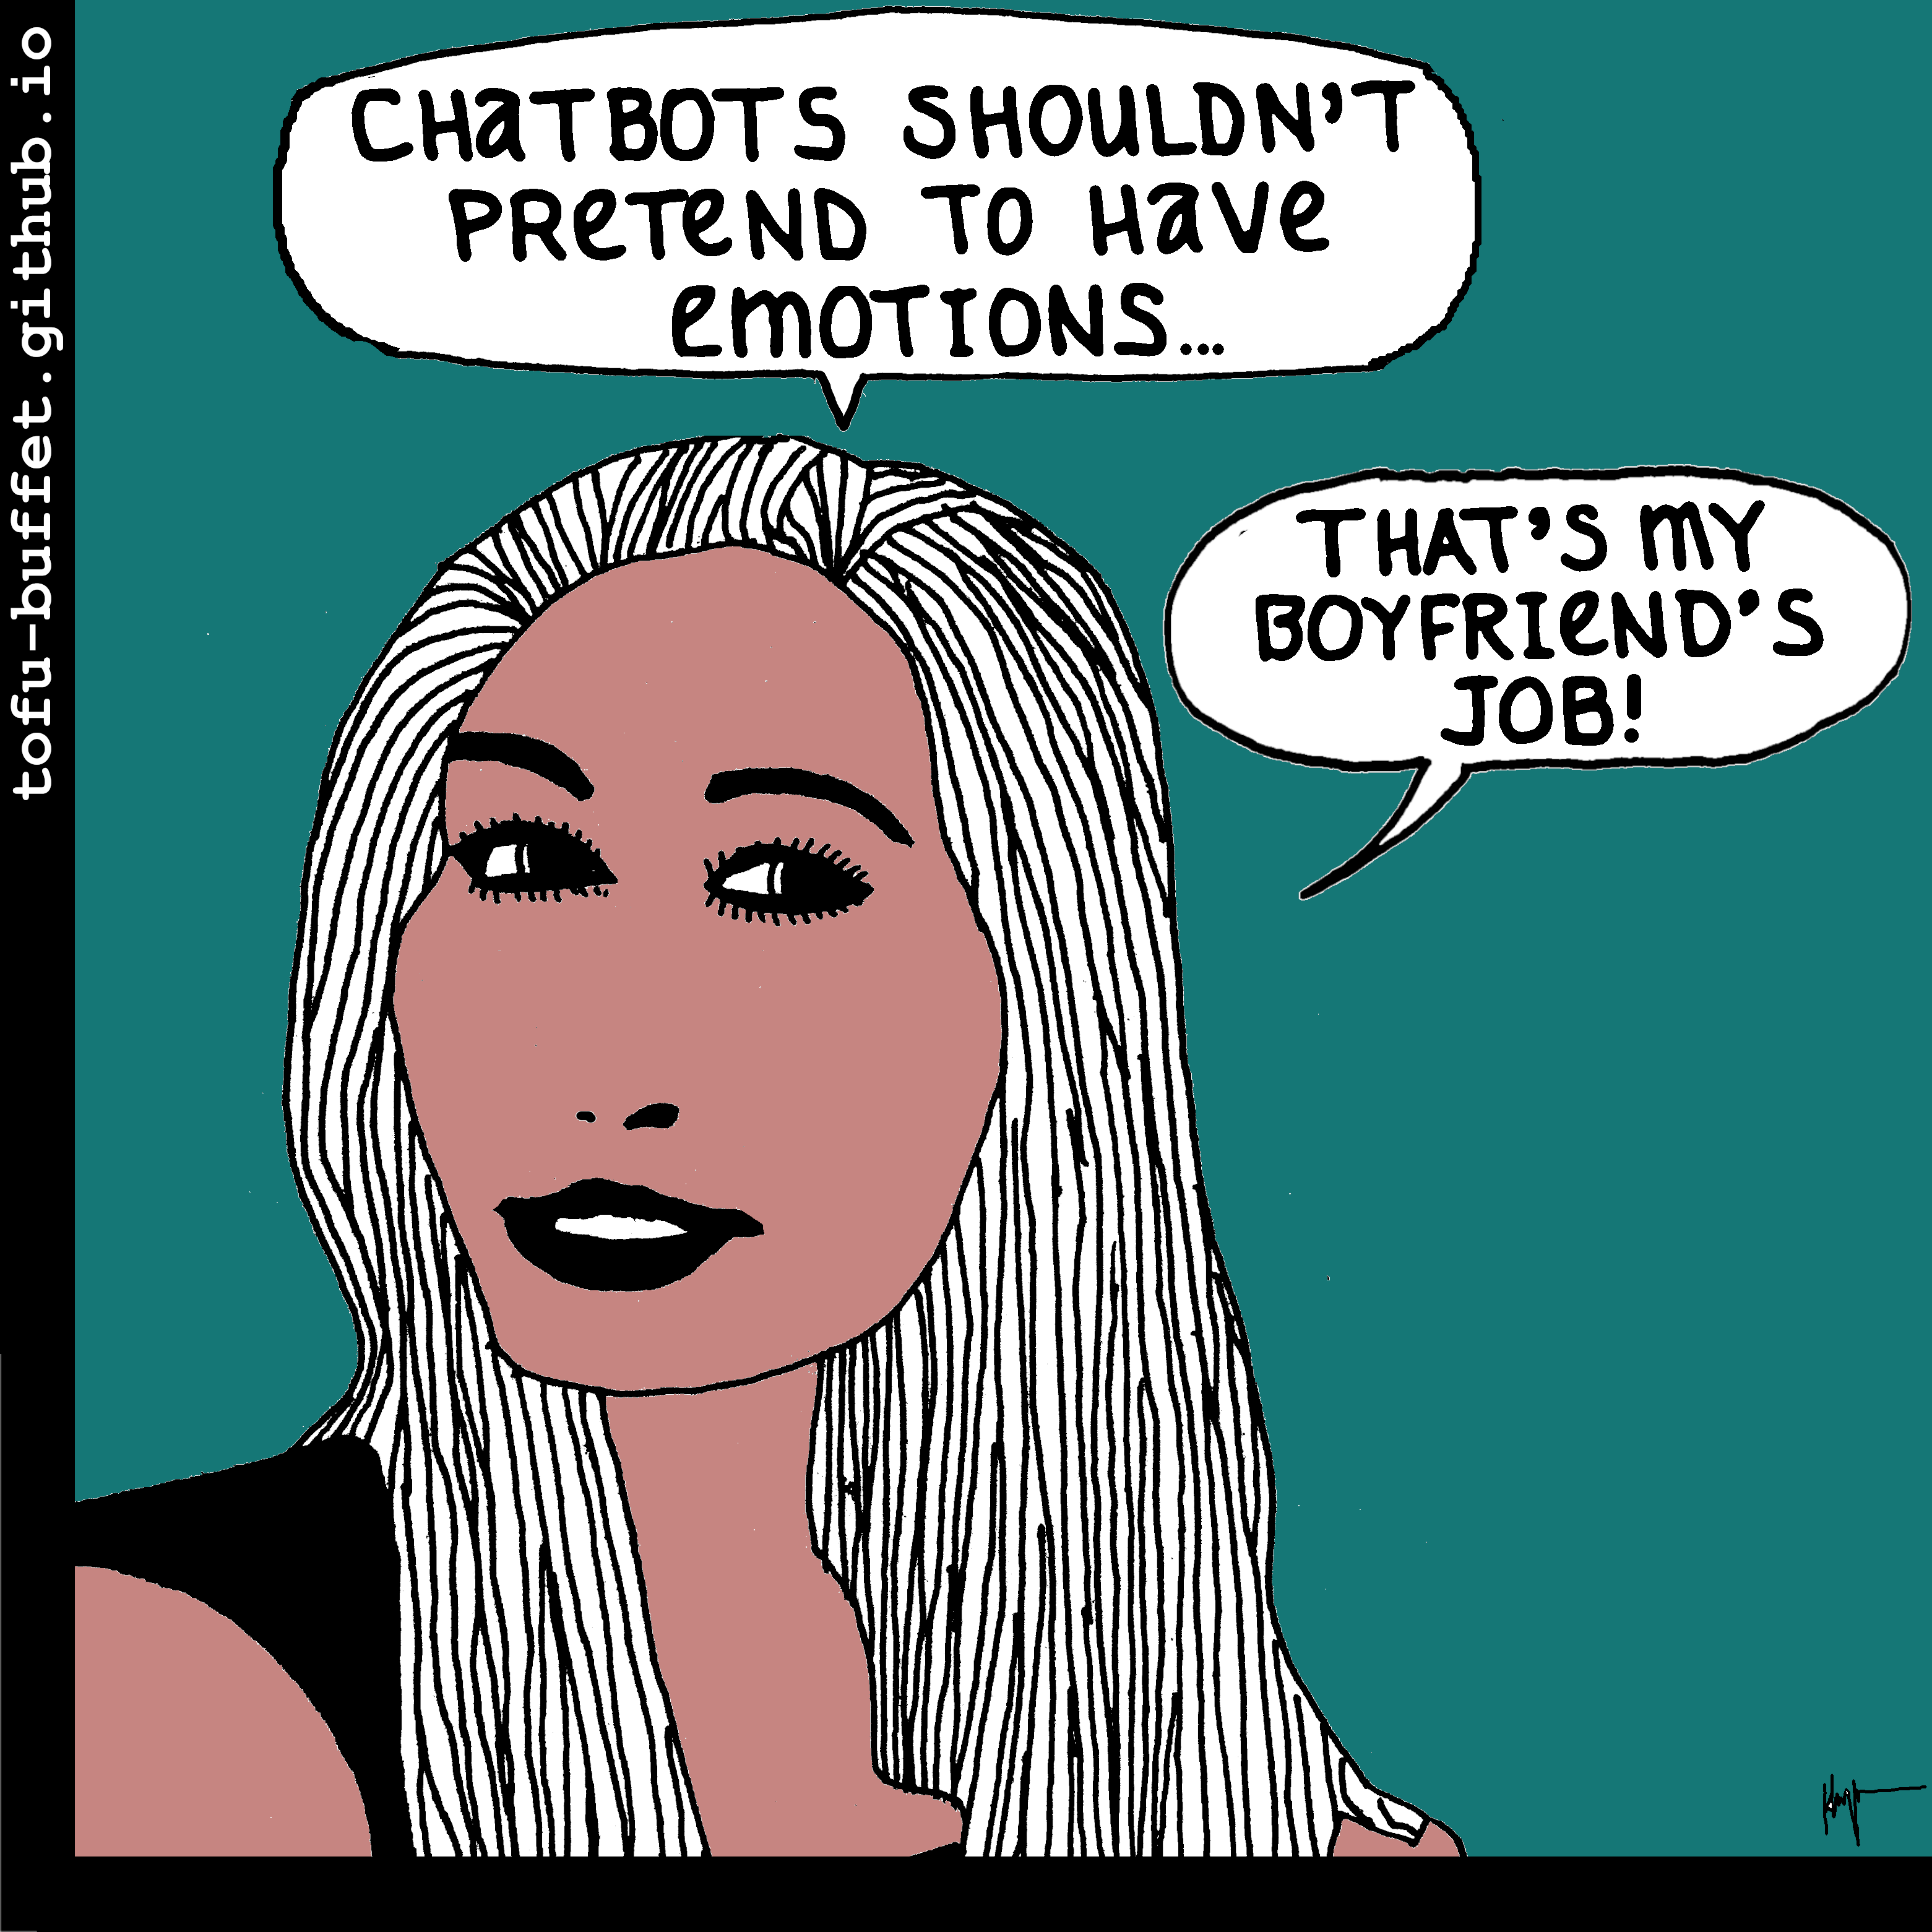 tofu-buffet.github.io
CHaTBOTS SHOULDN'T
PReTeND TO HaVe
eMOTIONS...
THAT'S MY
BOYFRIeND'S
JOB!